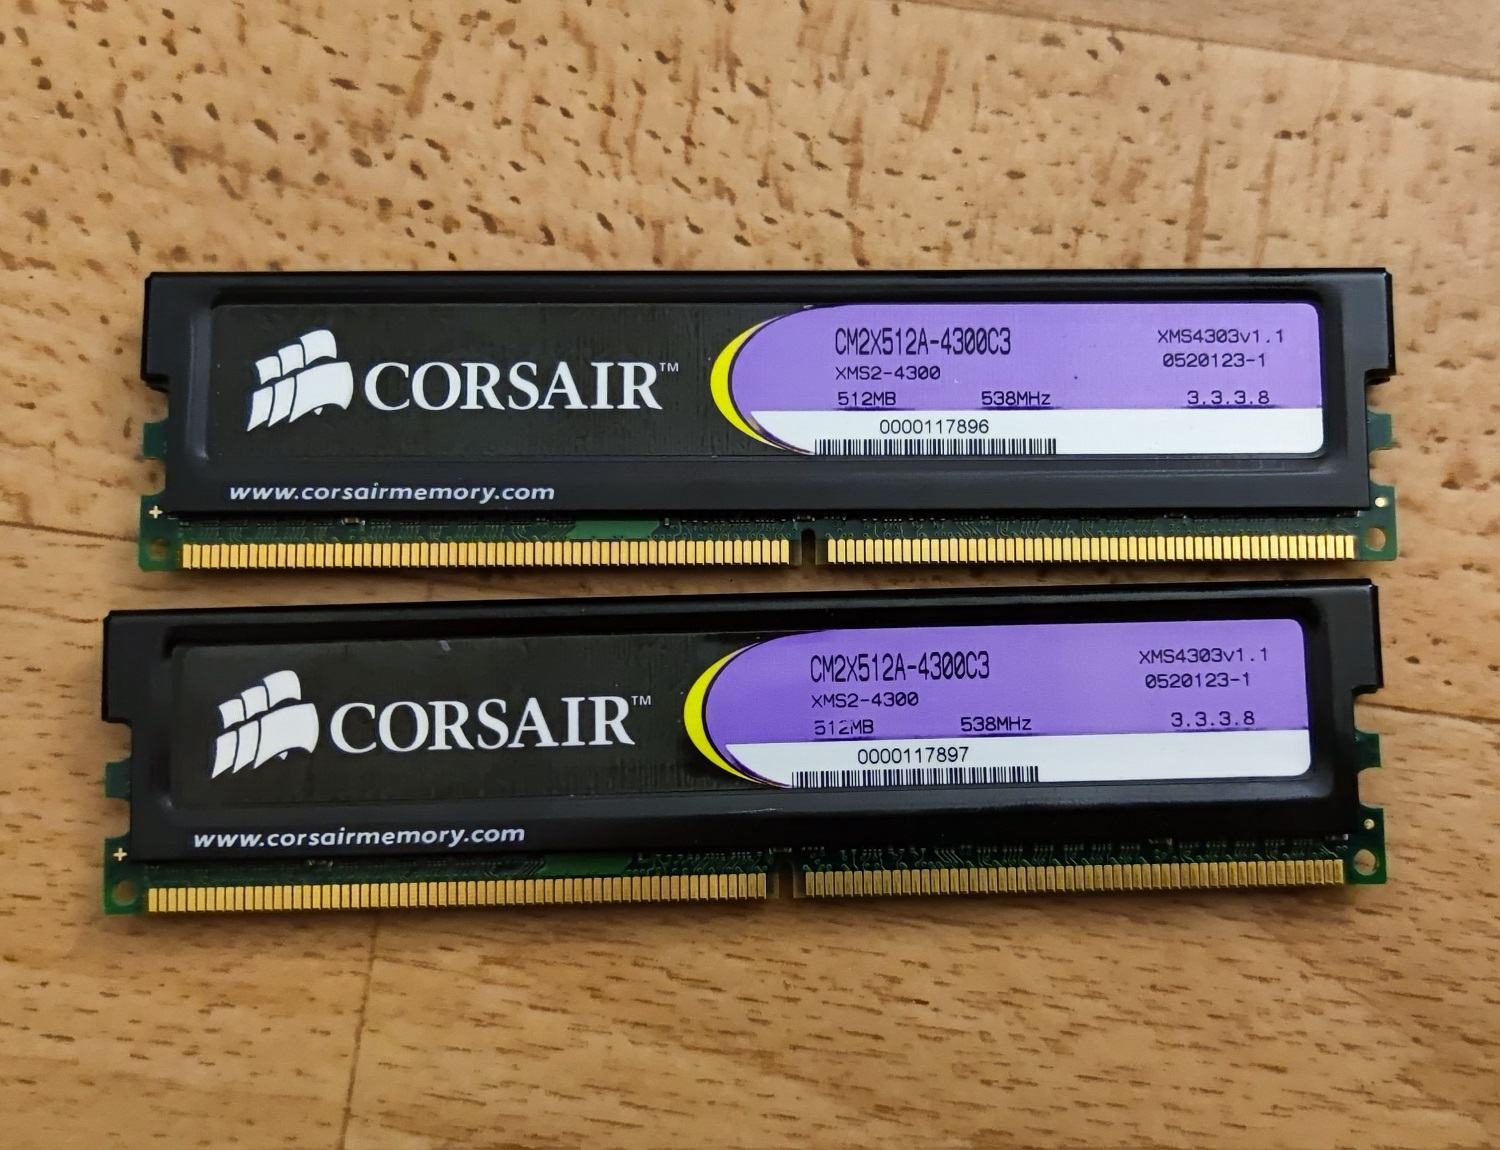 CORSAIR™
CM2X512A-4300C3
XMS4303v1.1
XMS2-4300
0520123-1
512MB 538MHz 3.3.3.8
0000117896
www.corsairmemory.com
CORSAIR™
CM2X512A-4300C3
XMS4303v1.1
XMS2-4300
0520123-1
512MB 538MHz 3.3.3.8
0000117897
www.corsairmemory.com